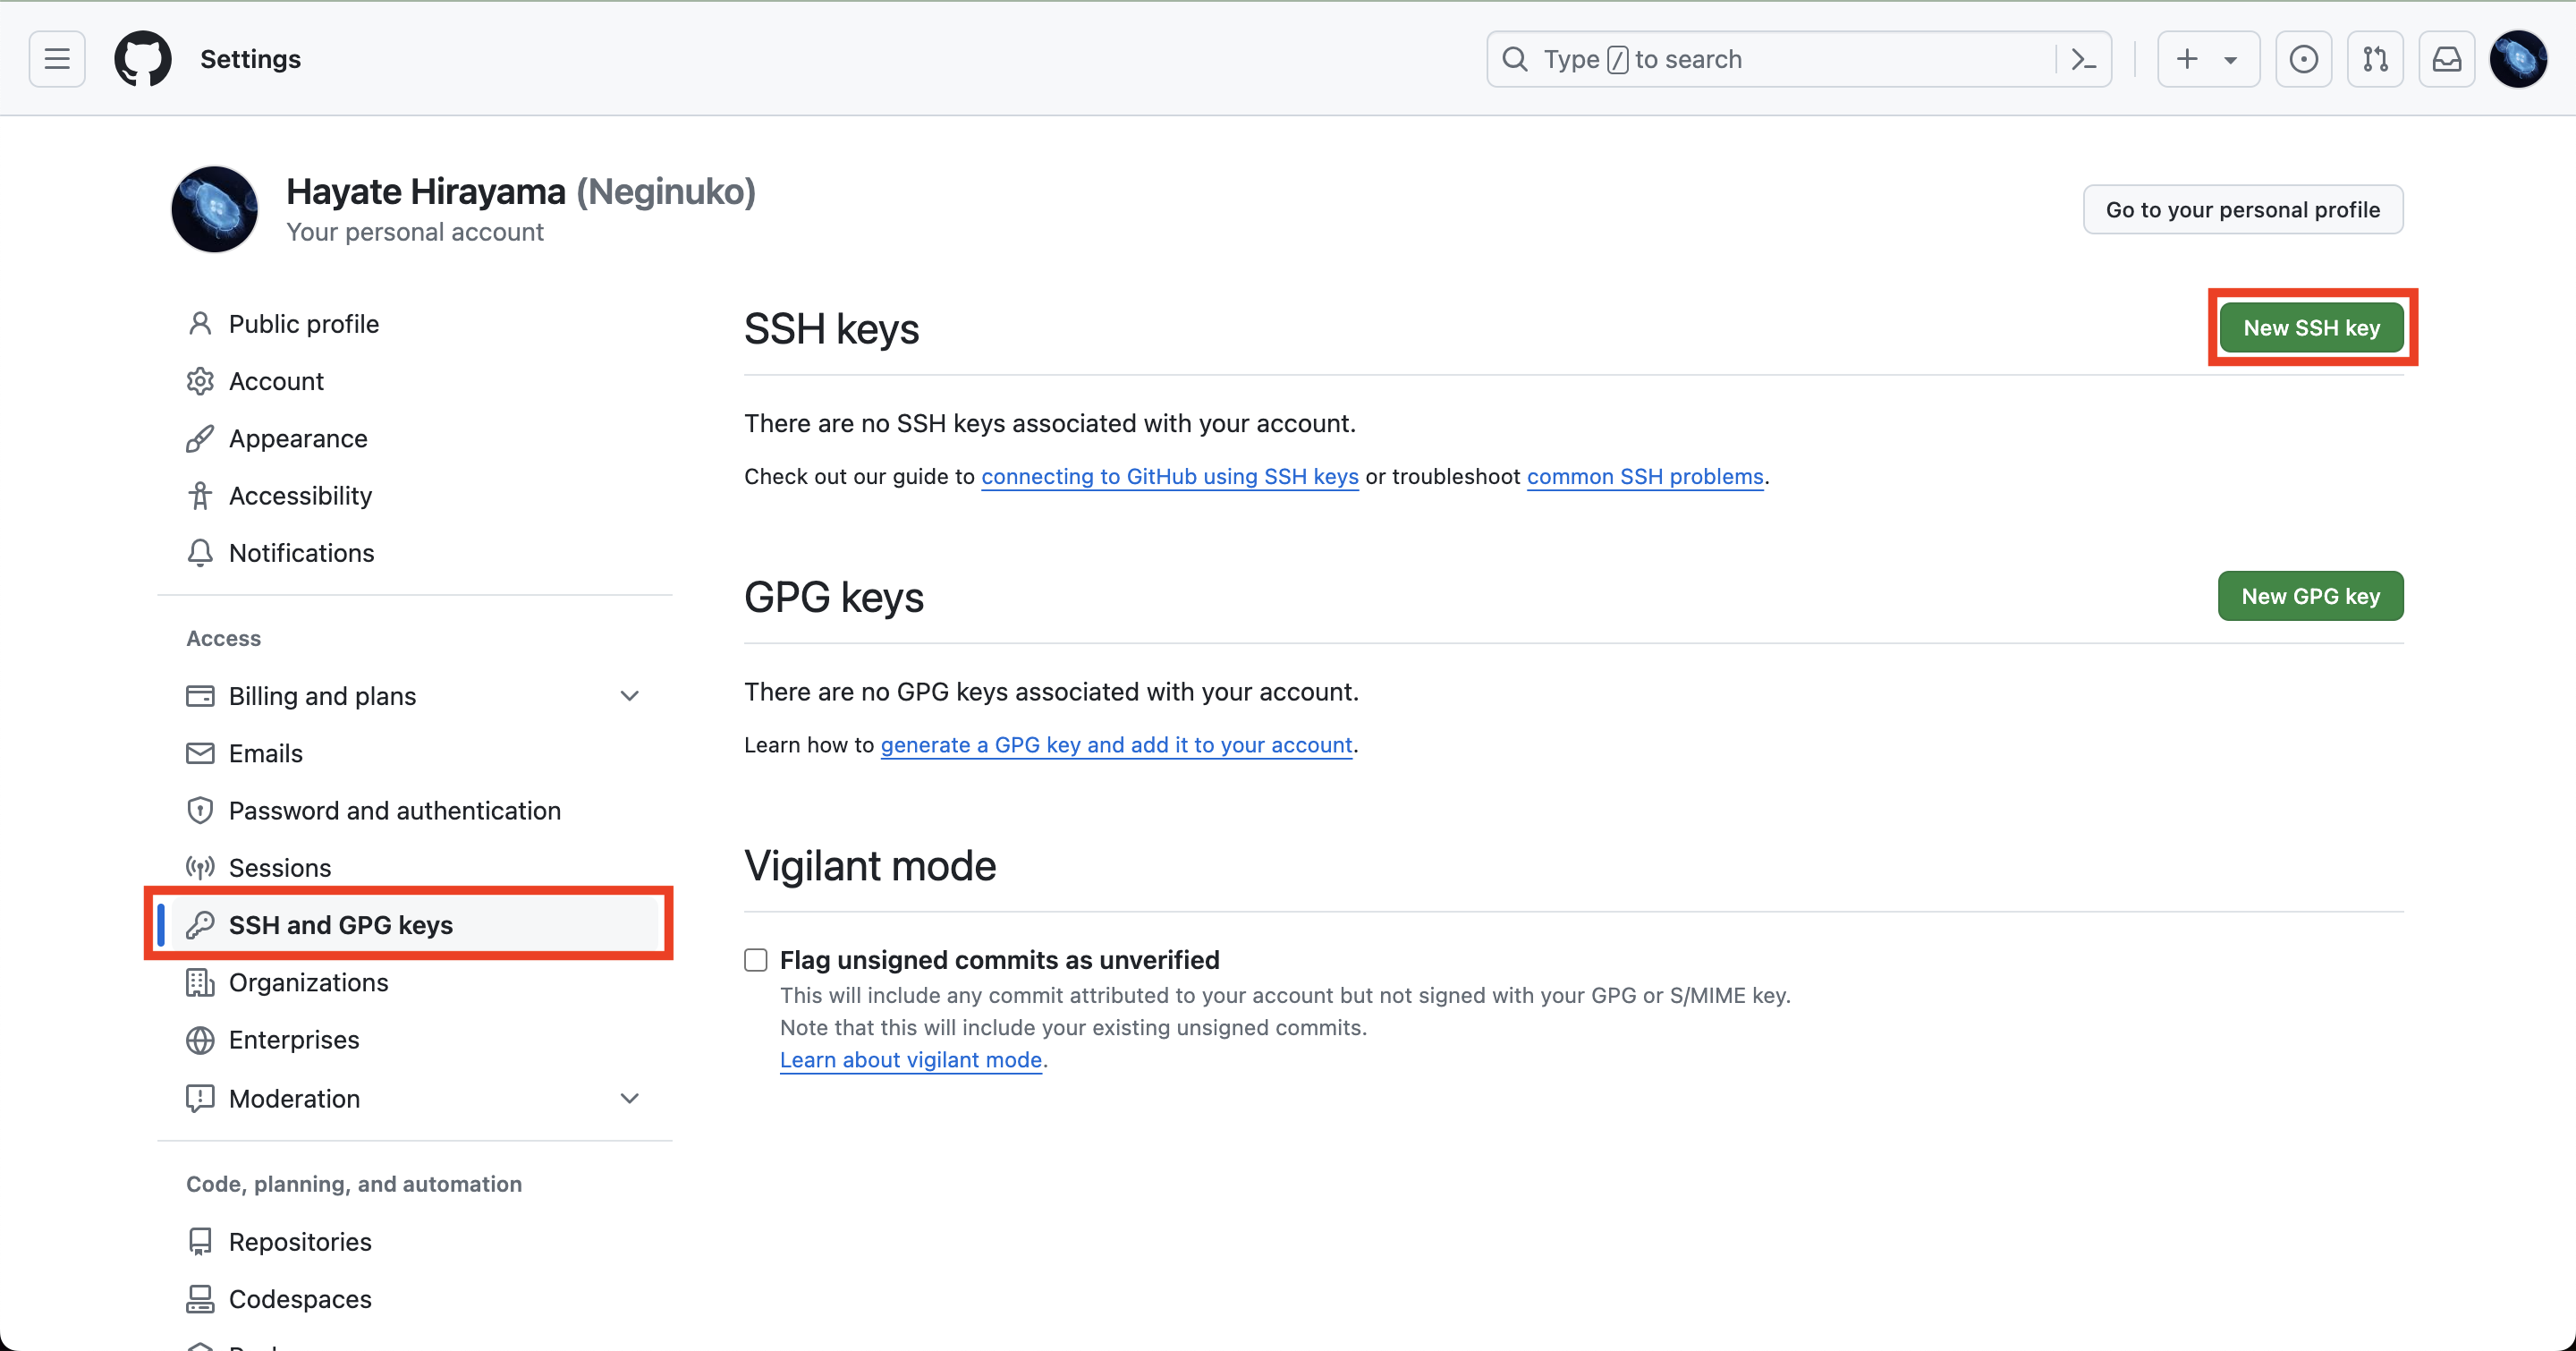 Settings
Type / to search
Hayate Hirayama (Neginuko)
Your personal account
Go to your personal profile
Public profile
Account
Appearance
Accessibility
Notifications
Access
Billing and plans
Emails
Password and authentication
Sessions
SSH and GPG keys
Organizations
Enterprises
Moderation
Code, planning, and automation
Repositories
Codespaces
SSH keys
New SSH key
There are no SSH keys associated with your account.
Check out our guide to connecting to GitHub using SSH keys or troubleshoot common SSH problems.
GPG keys
New GPG key
There are no GPG keys associated with your account.
Learn how to generate a GPG key and add it to your account.
Vigilant mode
Flag unsigned commits as unverified
This will include any commit attributed to your account but not signed with your GPG or S/MIME key.
Note that this will include your existing unsigned commits.
Learn about vigilant mode.